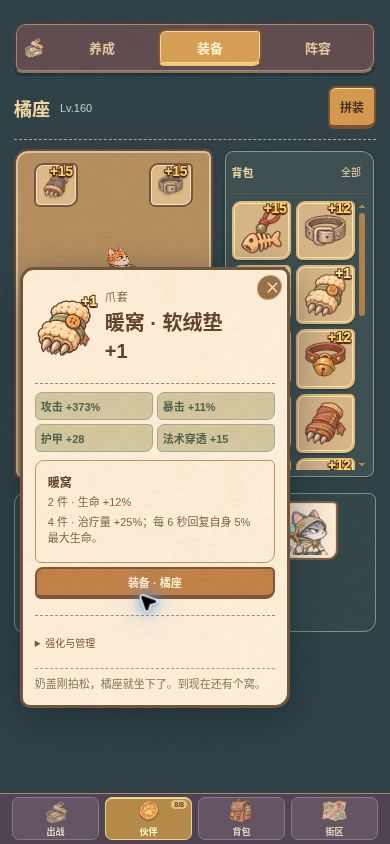 养成
装备
阵容
橘座 Lv.160
拼装
+15
+15
背包 全部
+15
+12
+1
+12
+12
+1
爪套
暖窝 · 软绒垫
+1
攻击 +373%
暴击 +11%
护甲 +28
法术穿透 +15
暖窝
2 件 · 生命 +12%
4 件 · 治疗量 +25%；每 6 秒回复自身 5%
最大生命。
装备 · 橘座
强化与管理
奶盖刚拍松，橘座就坐下了。到现在还有个窝。
出战
8/8
伙伴
背包
街区